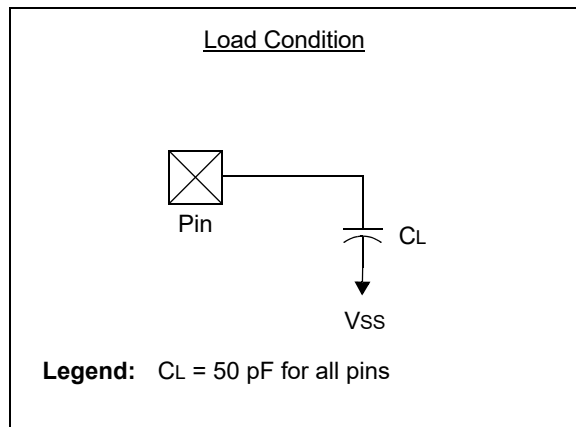 Load Condition
Pin
CL
VSS
Legend: CL = 50 pF for all pins